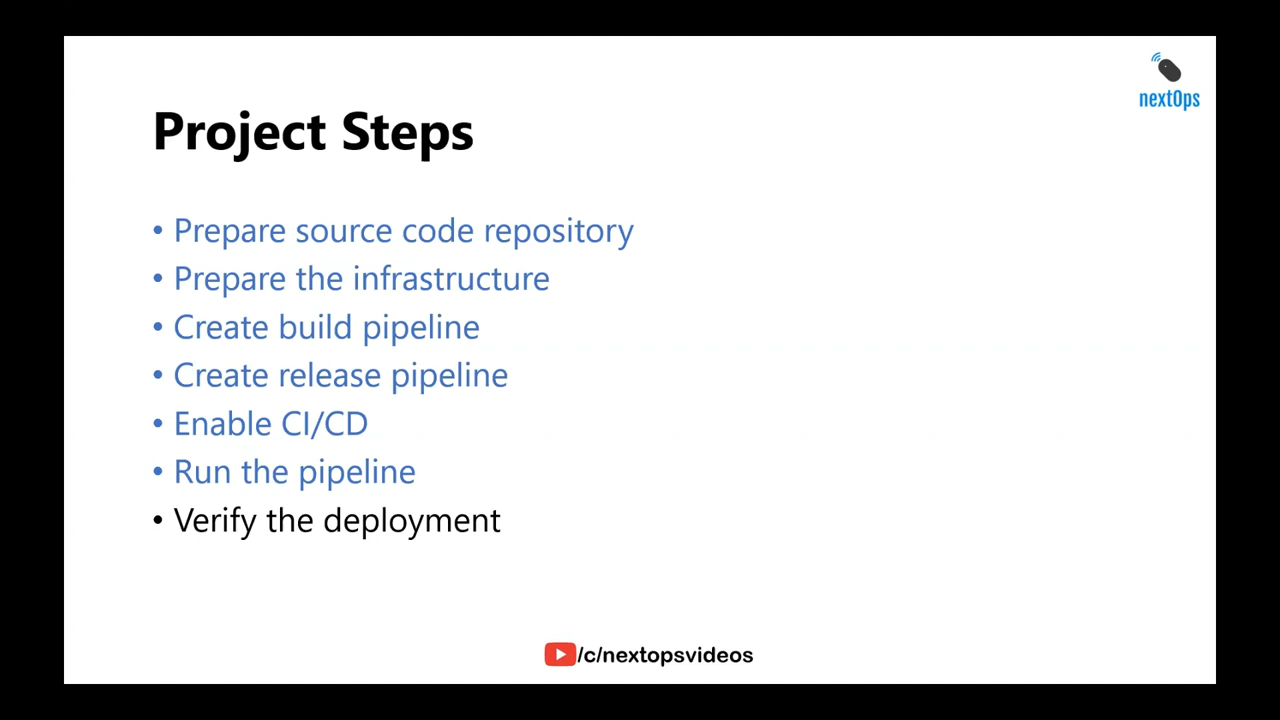 nextOps
Project Steps
• Prepare source code repository
• Prepare the infrastructure
• Create build pipeline
• Create release pipeline
• Enable CI/CD
• Run the pipeline
• Verify the deployment
/c/nextopsvideos